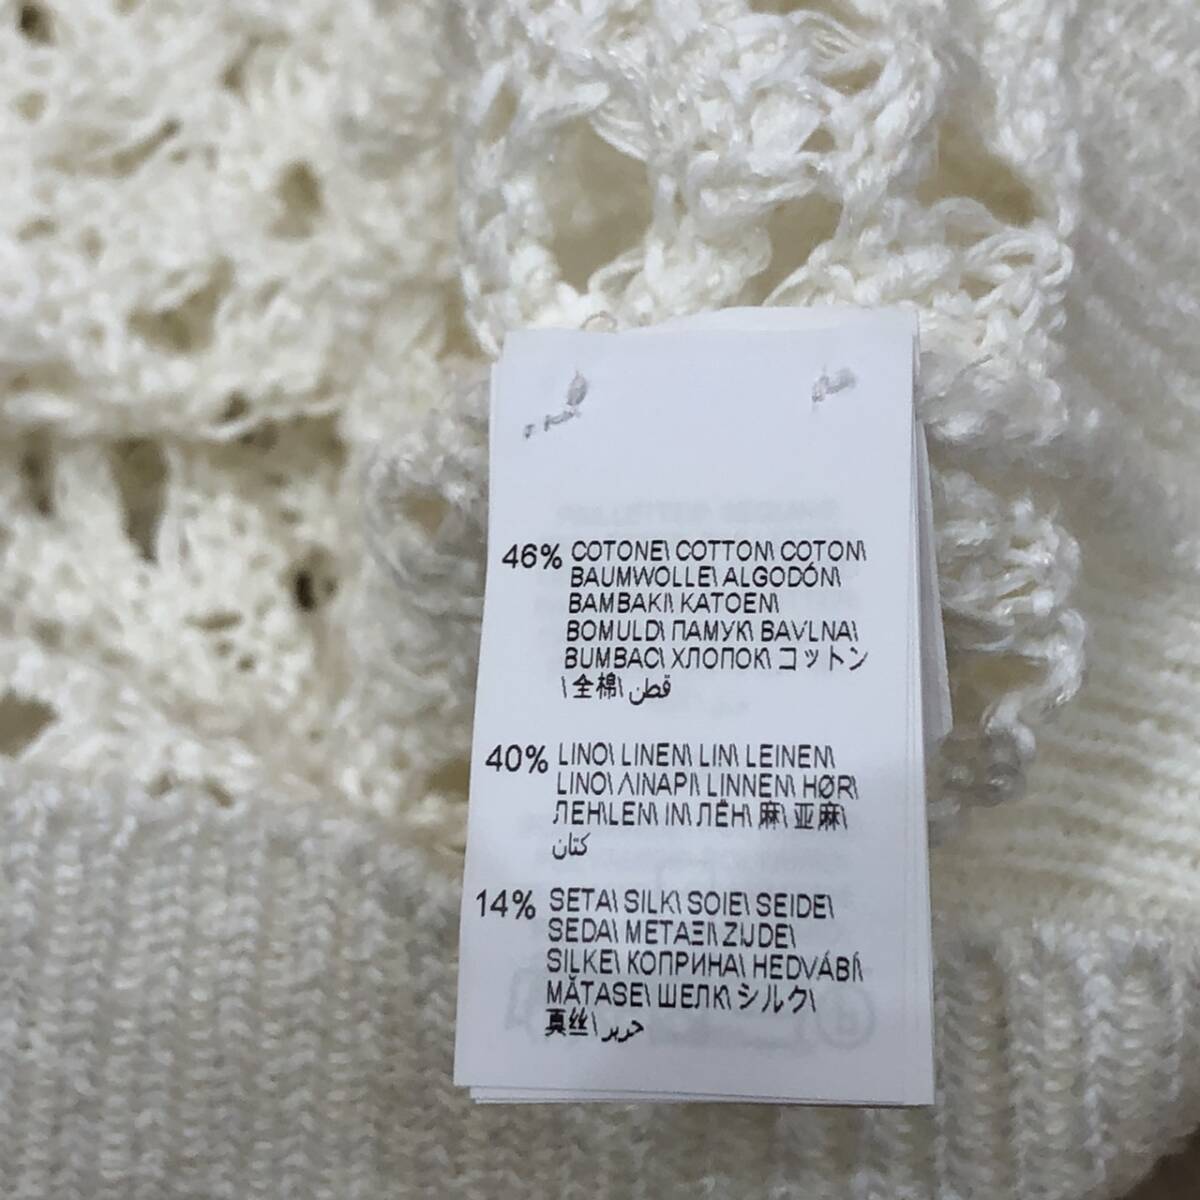 46% COTONE\ COTTON\ COTON\
BAUMWOLLE\ ALGODÓN\
BAMBAKI\ KATOEN\
BOMULD\ ПАМУК\ BAVLNA\
BUMBAC\ ХЛОПОК\ コットン
\ 全棉\ قطن
40% LINO\ LINEN\ LIN\ LEINEN\
LINO\ ΛΙΝΑΡΙ\ LINNEN\ HØR\
ЛЕН\LEN\ IN\ ЛЁН\ 麻\ 亚麻\
كتان
14% SETA\ SILK\ SOIE\ SEIDE\
SEDA\ ΜΕΤΑΞΙ\ ZIJDE\
SILKE\ КОПРИНА\ HEDVÁBÍ\
MĂTASE\ ШЕЛК\ シルク\
真丝\ حرير